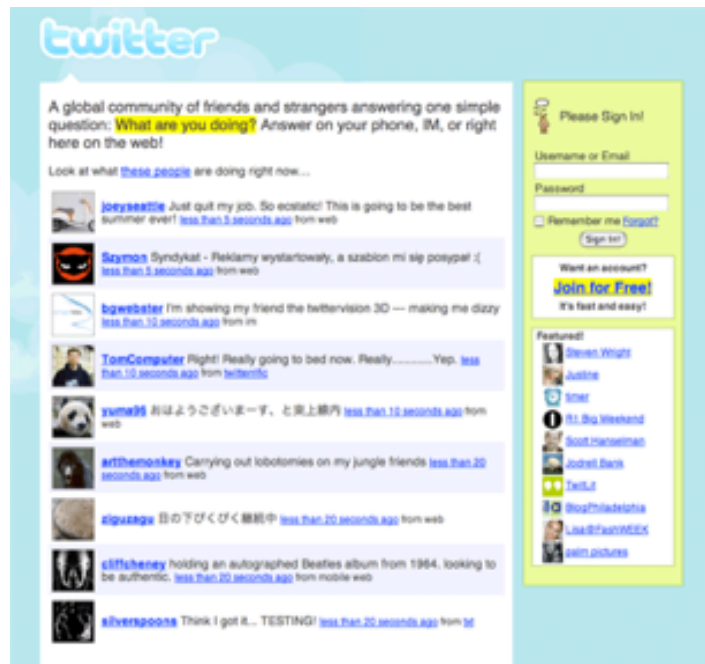 twitter
A global community of friends and strangers answering one simple
question: What are you doing? Answer on your phone, IM, or right
here on the web!
Look at what these people are doing right now...
joeyseattle Just quit my job. So ecstatic! This is going to be the best
summer ever! less than 5 seconds ago from web
Szymon Syndykat - Reklamy wystartowały, a szablon mi się posypał :(
less than 5 seconds ago from web
bgwebster I'm showing my friend the twittervision 3D --- making me dizzy
less than 10 seconds ago from im
TomComputer Right! Really going to bed now. Really............Yep. less
than 10 seconds ago from twitterrific
yuma96 おはようございまーす、と炎上線内 less than 10 seconds ago from
web
artthemonkey Carrying out lobotomies on my jungle friends less than 20
seconds ago from web
ziguzagu 目の下ぴくぴく継続中 less than 20 seconds ago from web
cliffcheney holding an autographed Beatles album from 1964. looking to
be authentic. less than 20 seconds ago from mobile web
silverspoons Think I got it... TESTING! less than 20 seconds ago from txt
Please Sign In!
Username or Email
Password
Remember me Forgot?
Sign In!
Want an account?
Join for Free!
It's fast and easy!
Featured!
Steven Wright
Justine
timer
R1 Big Weekend
Scott Hanselman
Jodrell Bank
TwitLit
BlogPhiladelphia
Lisa@FashWEEK
palm pictures